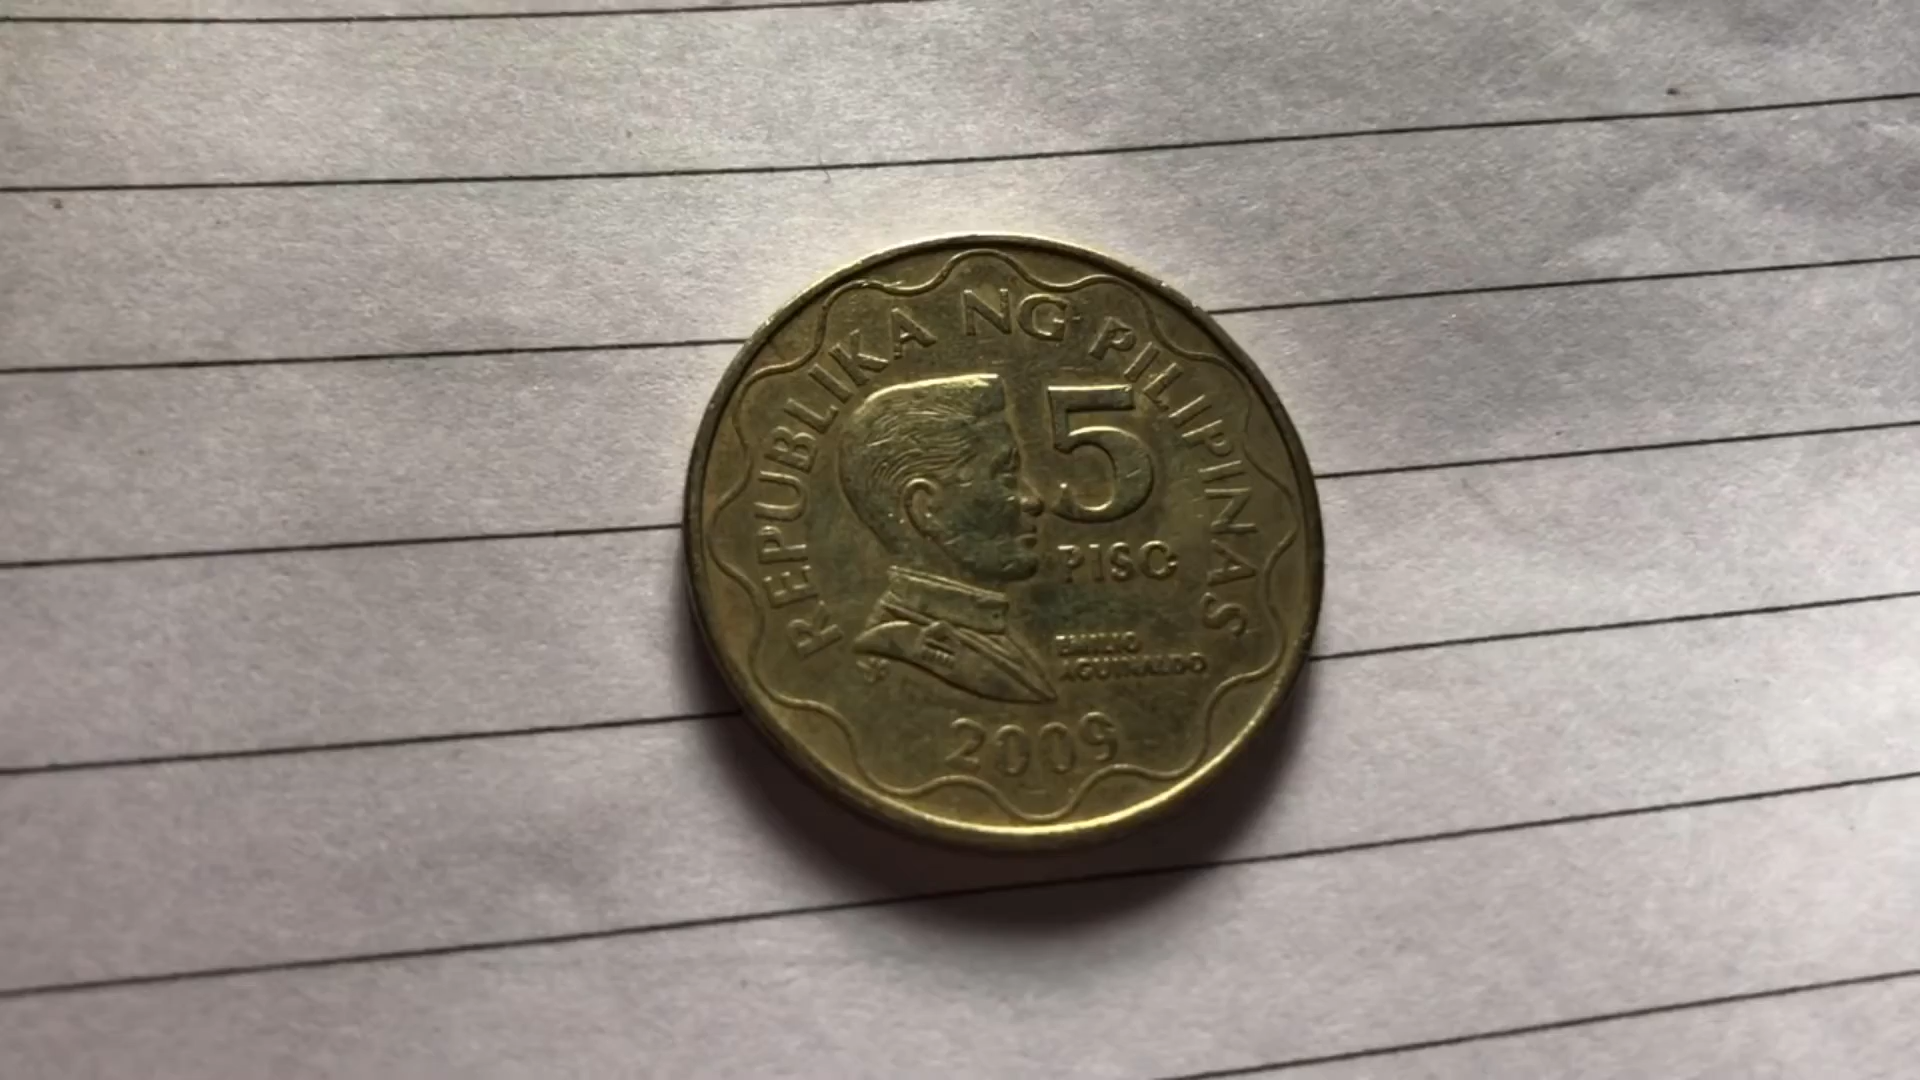 REPUBLIKA NG PILIPINAS
5
PISO
EMILIO
AGUINALDO
2009